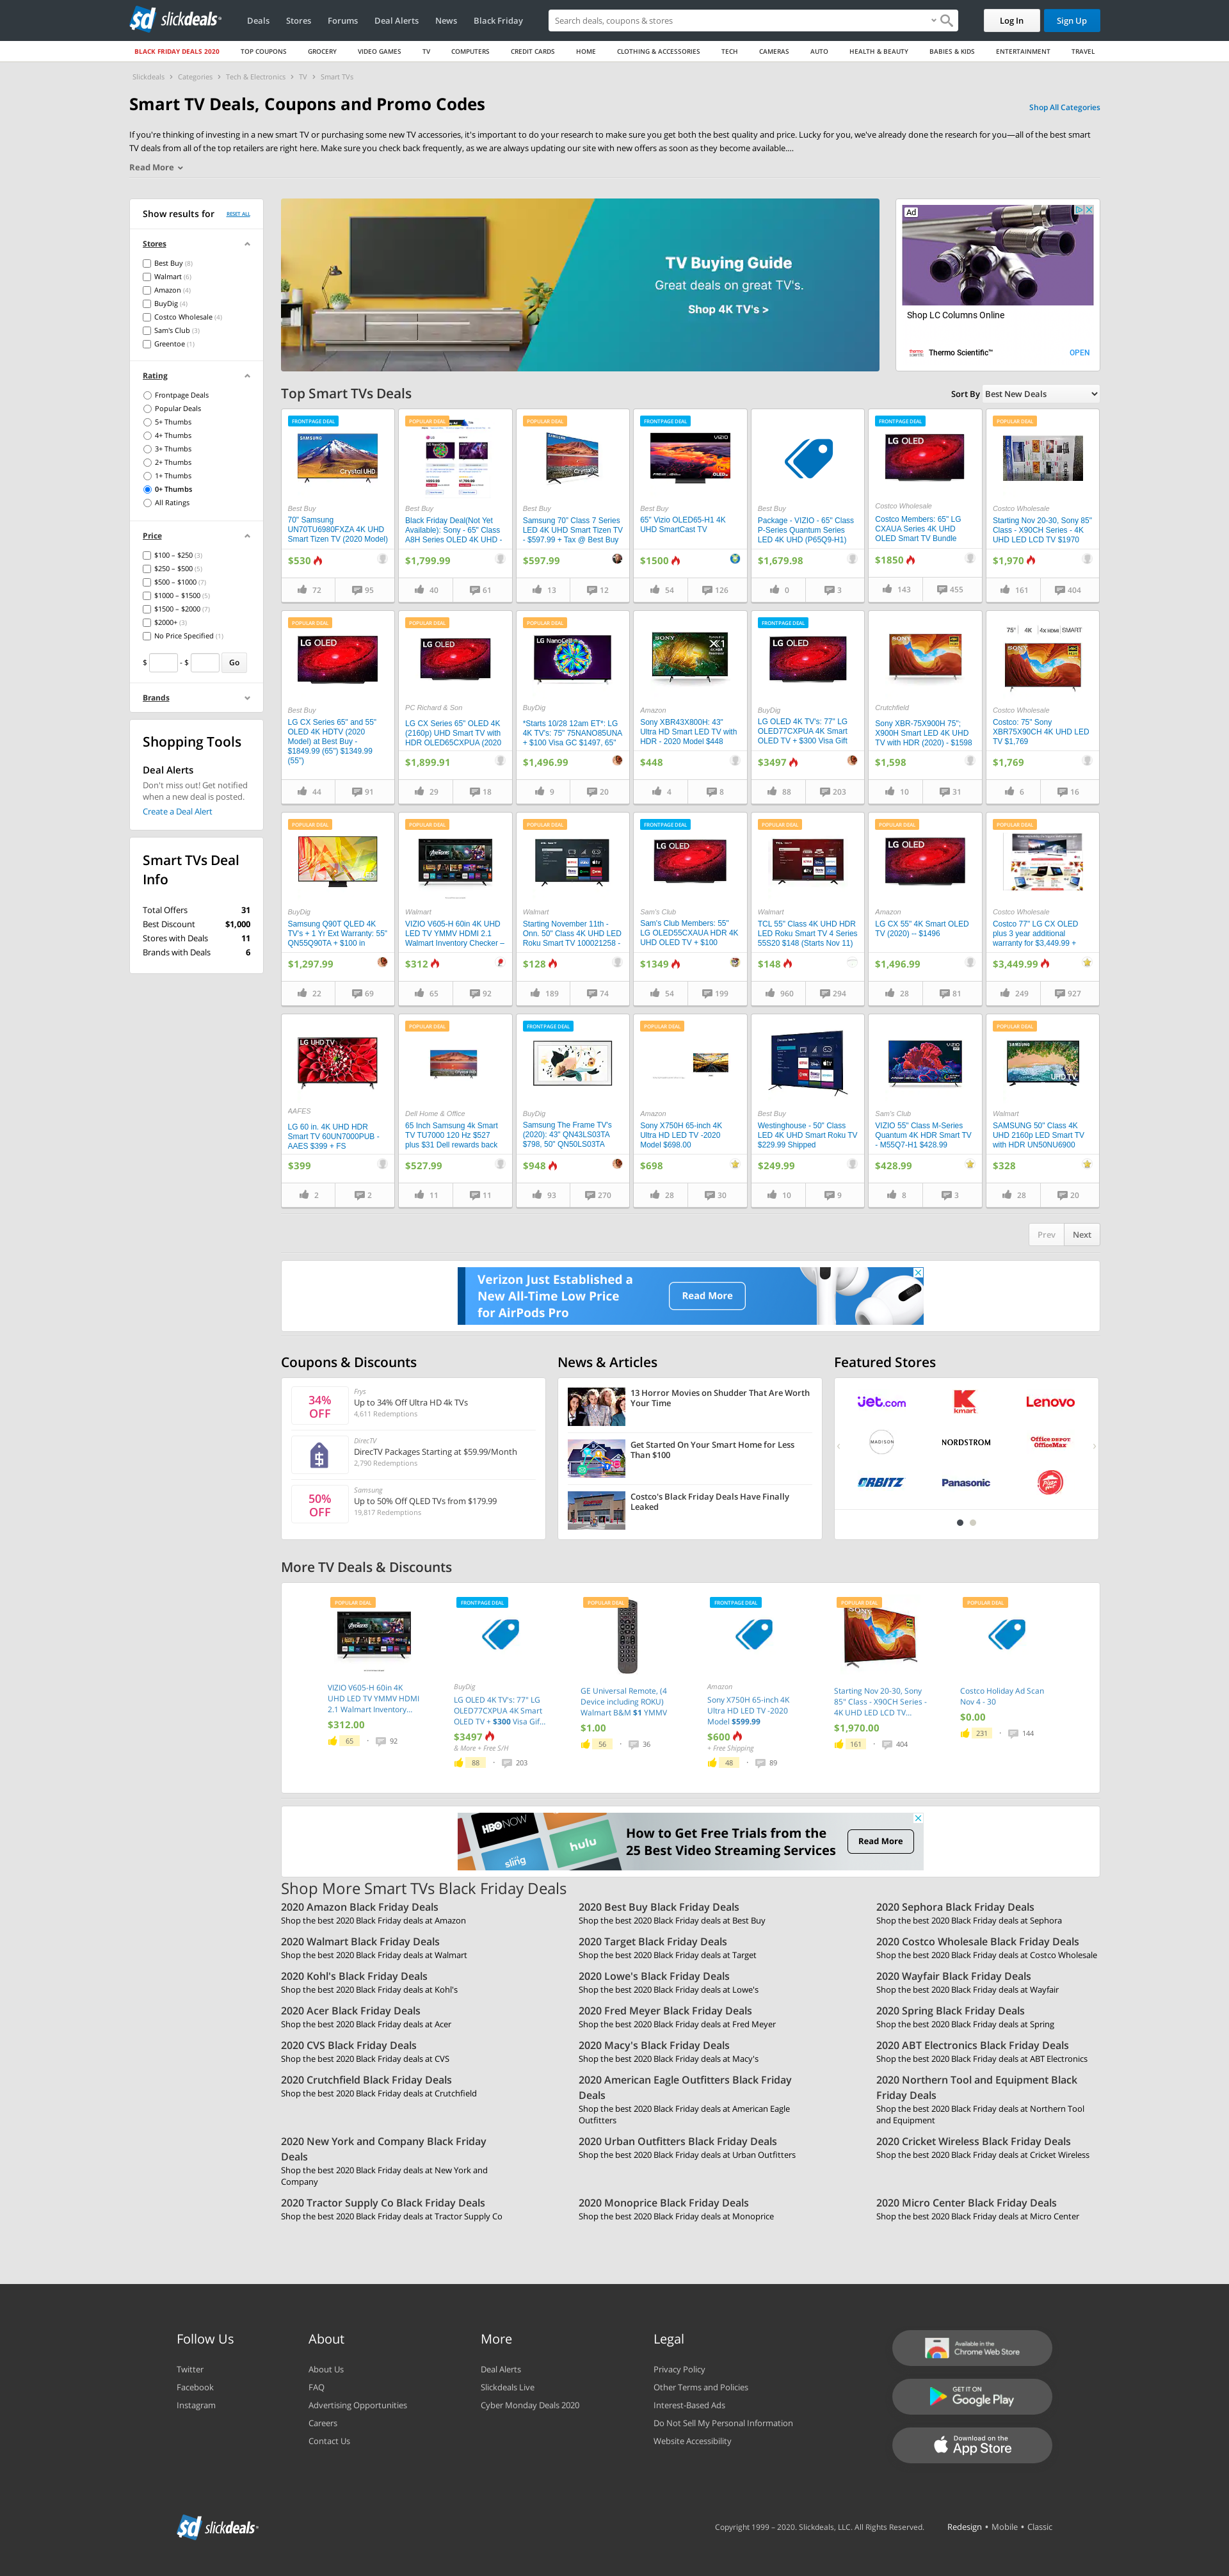 slickdeals
Deals
Stores
Forums
Deal Alerts
News
Black Friday
Search deals, coupons & stores
Log In
Sign Up
BLACK FRIDAY DEALS 2020
TOP COUPONS
GROCERY
VIDEO GAMES
TV
COMPUTERS
CREDIT CARDS
HOME
CLOTHING & ACCESSORIES
TECH
CAMERAS
AUTO
HEALTH & BEAUTY
BABIES & KIDS
ENTERTAINMENT
TRAVEL
Slickdeals > Categories > Tech & Electronics > TV > Smart TVs
Smart TV Deals, Coupons and Promo Codes
Shop All Categories
If you're thinking of investing in a new smart TV or purchasing some new TV accessories, it's important to do your research to make sure you get both the best quality and price. Lucky for you, we've already done the research for you—all of the best smart
TV deals from all of the top retailers are right here. Make sure you check back frequently, as we are always updating our site with new offers as soon as they become available....
Read More
Show results for
RESET ALL
Stores
Best Buy (8)
Walmart (6)
Amazon (4)
BuyDig (4)
Costco Wholesale (4)
Sam's Club (3)
Greentoe (1)
Rating
Frontpage Deals
Popular Deals
5+ Thumbs
4+ Thumbs
3+ Thumbs
2+ Thumbs
1+ Thumbs
0+ Thumbs
All Ratings
Price
$100 – $250 (3)
$250 – $500 (5)
$500 – $1000 (7)
$1000 – $1500 (5)
$1500 – $2000 (7)
$2000+ (3)
No Price Specified (1)
$ - $ Go
Brands
Shopping Tools
Deal Alerts
Don't miss out! Get notified
when a new deal is posted.
Create a Deal Alert
Smart TVs Deal
Info
Total Offers 31
Best Discount $1,000
Stores with Deals 11
Brands with Deals 6
TV Buying Guide
Great deals on great TV's.
Shop 4K TV's >
Ad
Shop LC Columns Online
Thermo Scientific™
OPEN
Top Smart TVs Deals
Sort By Best New Deals
FRONTPAGE DEAL
Best Buy
70" Samsung
UN70TU6980FXZA 4K UHD
Smart Tizen TV (2020 Model)
$530
72 95
POPULAR DEAL
Best Buy
Black Friday Deal(Not Yet
Available): Sony - 65" Class
A8H Series OLED 4K UHD -
$1,799.99
40 61
POPULAR DEAL
Best Buy
Samsung 70" Class 7 Series
LED 4K UHD Smart Tizen TV
- $597.99 + Tax @ Best Buy
$597.99
13 12
FRONTPAGE DEAL
Best Buy
65" Vizio OLED65-H1 4K
UHD SmartCast TV
$1500
54 126
Best Buy
Package - VIZIO - 65" Class
P-Series Quantum Series
LED 4K UHD (P65Q9-H1)
$1,679.98
0 3
FRONTPAGE DEAL
Costco Wholesale
Costco Members: 65" LG
CXAUA Series 4K UHD
OLED Smart TV Bundle
$1850
143 455
POPULAR DEAL
Costco Wholesale
Starting Nov 20-30, Sony 85"
Class - X90CH Series - 4K
UHD LED LCD TV $1970
$1,970
161 404
POPULAR DEAL
Best Buy
LG CX Series 65" and 55"
OLED 4K HDTV (2020
Model) at Best Buy -
$1849.99 (65") $1349.99
(55")
44 91
POPULAR DEAL
PC Richard & Son
LG CX Series 65" OLED 4K
(2160p) UHD Smart TV with
HDR OLED65CXPUA (2020
$1,899.91
29 18
POPULAR DEAL
BuyDig
*Starts 10/28 12am ET*: LG
4K TV's: 75" 75NANO85UNA
+ $100 Visa GC $1497, 65"
$1,496.99
9 20
Amazon
Sony XBR43X800H: 43"
Ultra HD Smart LED TV with
HDR - 2020 Model $448
$448
4 8
FRONTPAGE DEAL
BuyDig
LG OLED 4K TV's: 77" LG
OLED77CXPUA 4K Smart
OLED TV + $300 Visa Gift
$3497
88 203
Crutchfield
Sony XBR-75X900H 75";
X900H Smart LED 4K UHD
TV with HDR (2020) - $1598
$1,598
10 31
75" 4K 4x HDMI SMART
Costco Wholesale
Costco: 75" Sony
XBR75X90CH 4K UHD LED
TV $1,769
$1,769
6 16
POPULAR DEAL
BuyDig
Samsung Q90T QLED 4K
TV's + 1 Yr Ext Warranty: 55"
QN55Q90TA + $100 in
$1,297.99
22 69
POPULAR DEAL
Walmart
VIZIO V605-H 60in 4K UHD
LED TV YMMV HDMI 2.1
Walmart Inventory Checker –
$312
65 92
POPULAR DEAL
Walmart
Starting November 11th -
Onn. 50" Class 4K UHD LED
Roku Smart TV 100021258 -
$128
189 74
FRONTPAGE DEAL
Sam's Club
Sam's Club Members: 55"
LG OLED55CXAUA HDR 4K
UHD OLED TV + $100
$1349
54 199
POPULAR DEAL
Walmart
TCL 55" Class 4K UHD HDR
LED Roku Smart TV 4 Series
55S20 $148 (Starts Nov 11)
$148
960 294
POPULAR DEAL
Amazon
LG CX 55" 4K Smart OLED
TV (2020) -- $1496
$1,496.99
28 81
POPULAR DEAL
Costco Wholesale
Costco 77" LG CX OLED
plus 3 year additional
warranty for $3,449.99 +
$3,449.99
249 927
AAFES
LG 60 in. 4K UHD HDR
Smart TV 60UN7000PUB -
AAES $399 + FS
$399
2 2
POPULAR DEAL
Dell Home & Office
65 Inch Samsung 4k Smart
TV TU7000 120 Hz $527
plus $31 Dell rewards back
$527.99
11 11
FRONTPAGE DEAL
BuyDig
Samsung The Frame TV's
(2020): 43" QN43LS03TA
$798, 50" QN50LS03TA
$948
93 270
POPULAR DEAL
Amazon
Sony X750H 65-inch 4K
Ultra HD LED TV -2020
Model $698.00
$698
28 30
Best Buy
Westinghouse - 50" Class
LED 4K UHD Smart Roku TV
$229.99 Shipped
$249.99
10 9
Sam's Club
VIZIO 55" Class M-Series
Quantum 4K HDR Smart TV
- M55Q7-H1 $428.99
$428.99
8 3
POPULAR DEAL
Walmart
SAMSUNG 50" Class 4K
UHD 2160p LED Smart TV
with HDR UN50NU6900
$328
28 20
Prev Next
Verizon Just Established a
New All-Time Low Price
for AirPods Pro
Read More
Coupons & Discounts
34%
OFF
Frys
Up to 34% Off Ultra HD 4k TVs
4,611 Redemptions
DirecTV
DirecTV Packages Starting at $59.99/Month
2,790 Redemptions
50%
OFF
Samsung
Up to 50% Off QLED TVs from $179.99
19,817 Redemptions
News & Articles
13 Horror Movies on Shudder That Are Worth
Your Time
Get Started On Your Smart Home for Less
Than $100
Costco's Black Friday Deals Have Finally
Leaked
Featured Stores
Jet.com
Kmart
Lenovo
MADISON
NORDSTROM
Office DEPOT
OfficeMax
ORBITZ
Panasonic
More TV Deals & Discounts
POPULAR DEAL
VIZIO V605-H 60in 4K
UHD LED TV YMMV HDMI
2.1 Walmart Inventory...
$312.00
65 · 92
FRONTPAGE DEAL
BuyDig
LG OLED 4K TV's: 77" LG
OLED77CXPUA 4K Smart
OLED TV + $300 Visa Gif...
$3497
& More + Free S/H
88 · 203
POPULAR DEAL
GE Universal Remote, (4
Device including ROKU)
Walmart B&M $1 YMMV
$1.00
56 · 36
FRONTPAGE DEAL
Amazon
Sony X750H 65-inch 4K
Ultra HD LED TV -2020
Model $599.99
$600
+ Free Shipping
48 · 89
POPULAR DEAL
Starting Nov 20-30, Sony
85" Class - X90CH Series -
4K UHD LED LCD TV...
$1,970.00
161 · 404
POPULAR DEAL
Costco Holiday Ad Scan
Nov 4 - 30
$0.00
231 · 144
HBO NOW
sling
hulu
How to Get Free Trials from the
25 Best Video Streaming Services
Read More
Shop More Smart TVs Black Friday Deals
2020 Amazon Black Friday Deals
Shop the best 2020 Black Friday deals at Amazon
2020 Best Buy Black Friday Deals
Shop the best 2020 Black Friday deals at Best Buy
2020 Sephora Black Friday Deals
Shop the best 2020 Black Friday deals at Sephora
2020 Walmart Black Friday Deals
Shop the best 2020 Black Friday deals at Walmart
2020 Target Black Friday Deals
Shop the best 2020 Black Friday deals at Target
2020 Costco Wholesale Black Friday Deals
Shop the best 2020 Black Friday deals at Costco Wholesale
2020 Kohl's Black Friday Deals
Shop the best 2020 Black Friday deals at Kohl's
2020 Lowe's Black Friday Deals
Shop the best 2020 Black Friday deals at Lowe's
2020 Wayfair Black Friday Deals
Shop the best 2020 Black Friday deals at Wayfair
2020 Acer Black Friday Deals
Shop the best 2020 Black Friday deals at Acer
2020 Fred Meyer Black Friday Deals
Shop the best 2020 Black Friday deals at Fred Meyer
2020 Spring Black Friday Deals
Shop the best 2020 Black Friday deals at Spring
2020 CVS Black Friday Deals
Shop the best 2020 Black Friday deals at CVS
2020 Macy's Black Friday Deals
Shop the best 2020 Black Friday deals at Macy's
2020 ABT Electronics Black Friday Deals
Shop the best 2020 Black Friday deals at ABT Electronics
2020 Crutchfield Black Friday Deals
Shop the best 2020 Black Friday deals at Crutchfield
2020 American Eagle Outfitters Black Friday
Deals
Shop the best 2020 Black Friday deals at American Eagle
Outfitters
2020 Northern Tool and Equipment Black
Friday Deals
Shop the best 2020 Black Friday deals at Northern Tool
and Equipment
2020 New York and Company Black Friday
Deals
Shop the best 2020 Black Friday deals at New York and
Company
2020 Urban Outfitters Black Friday Deals
Shop the best 2020 Black Friday deals at Urban Outfitters
2020 Cricket Wireless Black Friday Deals
Shop the best 2020 Black Friday deals at Cricket Wireless
2020 Tractor Supply Co Black Friday Deals
Shop the best 2020 Black Friday deals at Tractor Supply Co
2020 Monoprice Black Friday Deals
Shop the best 2020 Black Friday deals at Monoprice
2020 Micro Center Black Friday Deals
Shop the best 2020 Black Friday deals at Micro Center
Follow Us
Twitter
Facebook
Instagram
About
About Us
FAQ
Advertising Opportunities
Careers
Contact Us
More
Deal Alerts
Slickdeals Live
Cyber Monday Deals 2020
Legal
Privacy Policy
Other Terms and Policies
Interest-Based Ads
Do Not Sell My Personal Information
Website Accessibility
Available in the
Chrome Web Store
GET IT ON
Google Play
Download on the
App Store
slickdeals
Copyright 1999 – 2020. Slickdeals, LLC. All Rights Reserved.
Redesign • Mobile • Classic